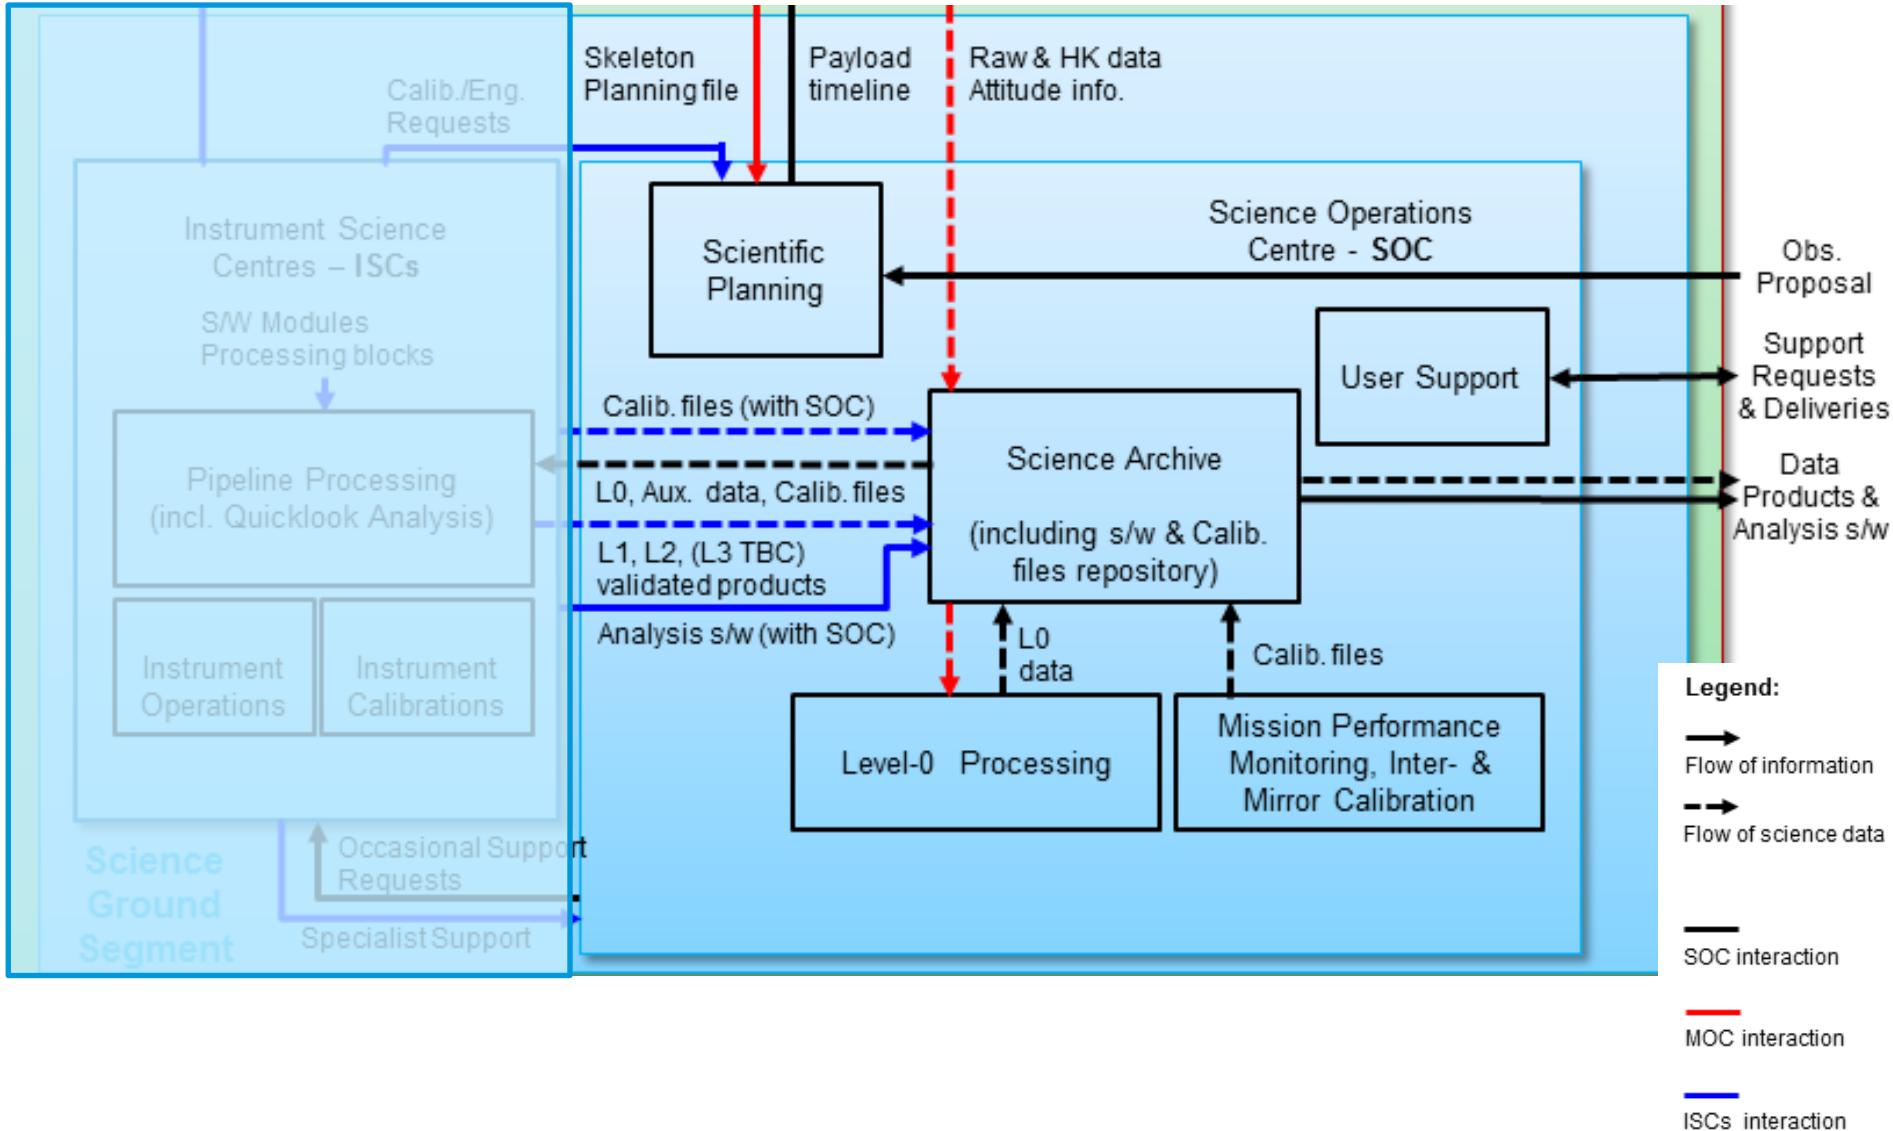 Skeleton
Planning file
Payload
timeline
Raw & HK data
Attitude info.
Calib./Eng.
Requests
Instrument Science
Centres – ISCs
S/W Modules
Processing blocks
Pipeline Processing
(incl. Quicklook Analysis)
Instrument
Operations
Instrument
Calibrations
Occasional Support
Requests
Specialist Support
Science
Ground
Segment
Scientific
Planning
Science Operations
Centre - SOC
User Support
Calib. files (with SOC)
L0, Aux. data, Calib. files
L1, L2, (L3 TBC)
validated products
Analysis s/w (with SOC)
Science Archive
(including s/w & Calib.
files repository)
L0
data
Calib. files
Level-0 Processing
Mission Performance
Monitoring, Inter- &
Mirror Calibration
Obs.
Proposal
Support
Requests
& Deliveries
Data
Products &
Analysis s/w
Legend:
Flow of information
Flow of science data
SOC interaction
MOC interaction
ISCs interaction